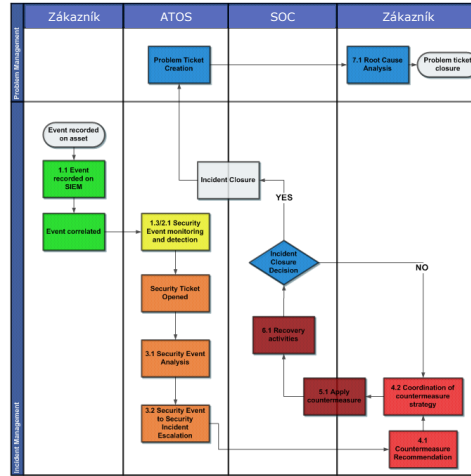 Zákazník
ATOS
SOC
Zákazník
Problem Management
Problem Ticket
Creation
7.1 Root Cause
Analysis
Problem ticket
closure
Incident Management
Event recorded
on asset
1.1 Event
recorded on
SIEM
Event correlated
1.3/2.1 Security
Event monitoring
and detection
Security Ticket
Opened
3.1 Security Event
Analysis
3.2 Security Event
to Security
Incident
Escalation
Incident Closure
YES
Incident
Closure
Decision
NO
6.1 Recovery
activities
5.1 Apply
countermeasure
4.2 Coordination of
countermeasure
strategy
4.1
Countermeasure
Recommendation